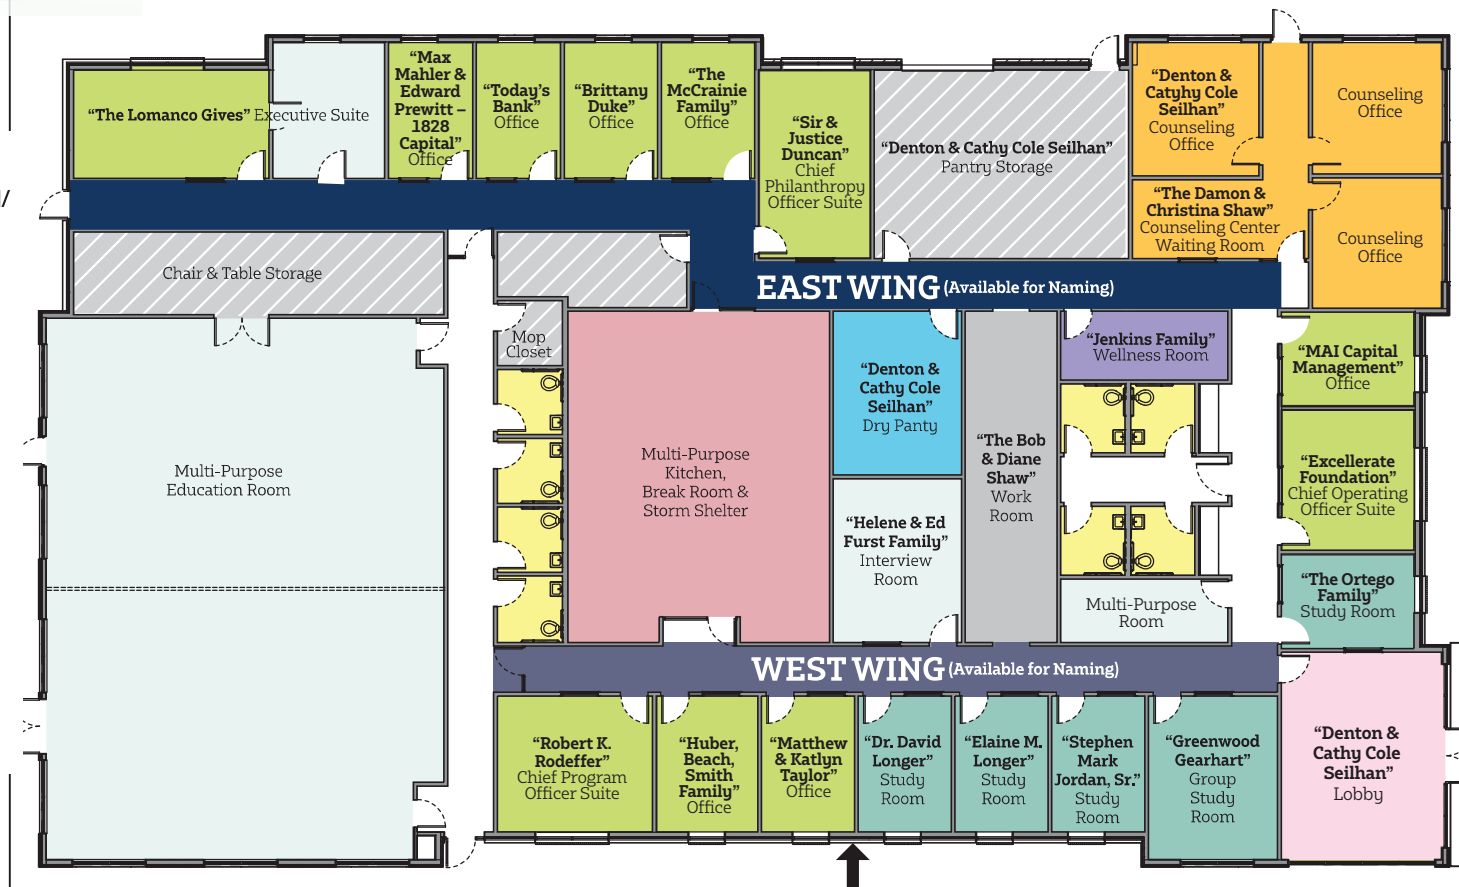 “The Lomanco Gives” Executive Suite
“Max
Mahler &
Edward
Prewitt –
1828
Capital”
Office
“Today’s
Bank”
Office
“Brittany
Duke”
Office
“The
McCrainie
Family”
Office
“Sir &
Justice
Duncan”
Chief
Philanthropy
Officer Suite
“Denton & Cathy Cole Seilhan”
Pantry Storage
“Denton &
Catyhy Cole
Seilhan”
Counseling
Office
Counseling
Office
“The Damon &
Christina Shaw”
Counseling Center
Waiting Room
Counseling
Office
/
Chair & Table Storage
EAST WING (Available for Naming)
Mop
Closet
Multi-Purpose
Education Room
Multi-Purpose
Kitchen,
Break Room &
Storm Shelter
“Denton &
Cathy Cole
Seilhan”
Dry Panty
“Helene & Ed
Furst Family”
Interview
Room
“The Bob
& Diane
Shaw”
Work
Room
“Jenkins Family”
Wellness Room
Multi-Purpose
Room
“MAI Capital
Management”
Office
“Excellerate
Foundation”
Chief Operating
Officer Suite
“The Ortego
Family”
Study Room
WEST WING (Available for Naming)
“Robert K.
Rodeffer”
Chief Program
Officer Suite
“Huber,
Beach,
Smith
Family”
Office
“Matthew
& Katlyn
Taylor”
Office
“Dr. David
Longer”
Study
Room
“Elaine M.
Longer”
Study
Room
“Stephen
Mark
Jordan, Sr.”
Study
Room
“Greenwood
Gearhart”
Group
Study
Room
“Denton &
Cathy Cole
Seilhan”
Lobby